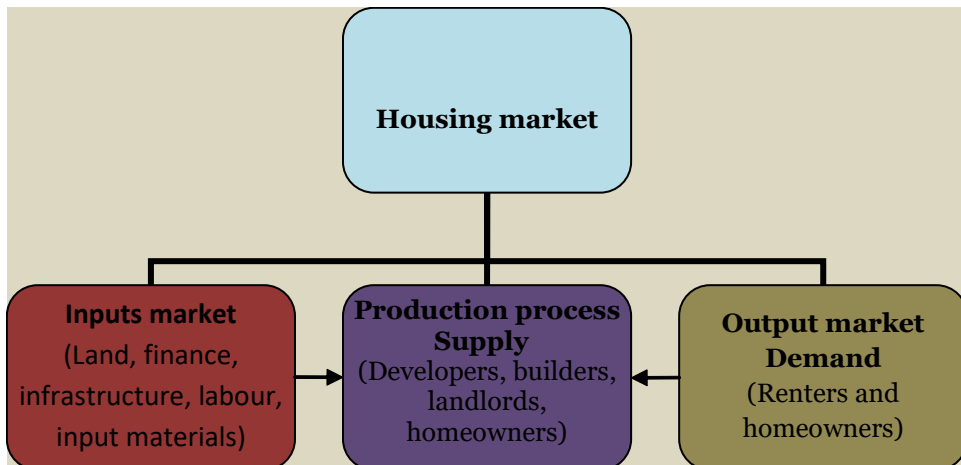 Housing market
Inputs market
(Land, finance,
infrastructure, labour,
input materials)
Production process
Supply
(Developers, builders,
landlords,
homeowners)
Output market
Demand
(Renters and
homeowners)